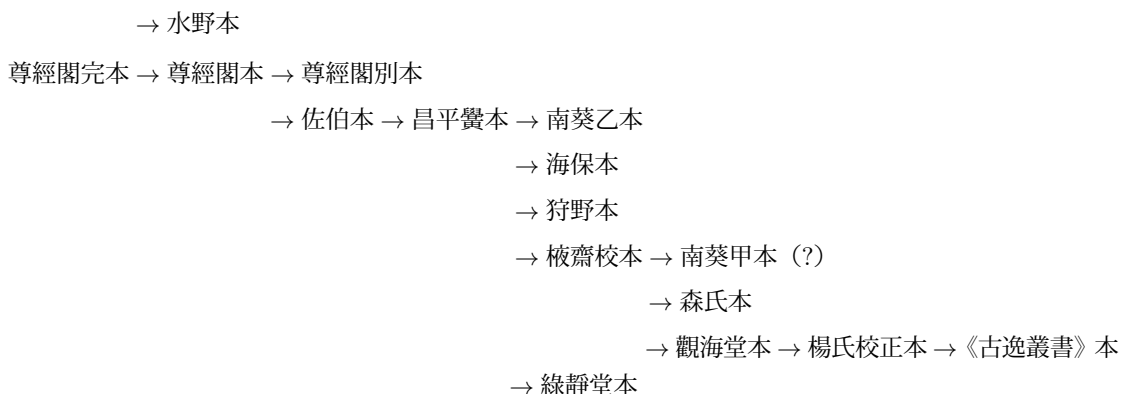 → 水野本
尊經閣完本 → 尊經閣本 → 尊經閣別本
→ 佐伯本 → 昌平黌本 → 南葵乙本
→ 海保本
→ 狩野本
→ 棭齋校本 → 南葵甲本（?）
→ 森氏本
→ 觀海堂本 → 楊氏校正本 →《古逸叢書》本
→ 綠靜堂本